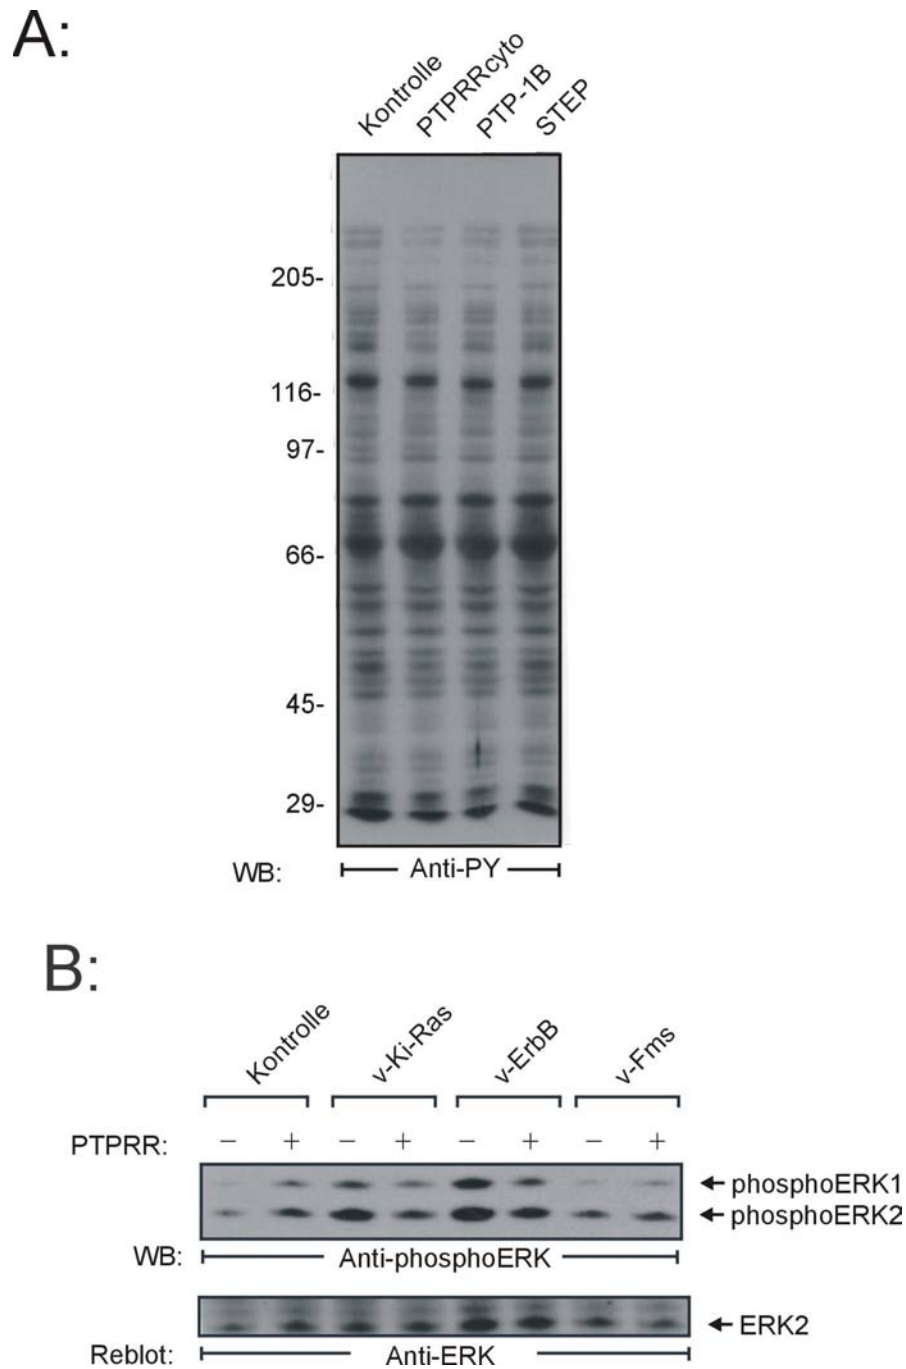 A:
Kontrolle PTPRRcyto PTP-1B STEP
205-
116-
97-
66-
45-
29-
WB: Anti-PY
B:
Kontrolle v-Ki-Ras v-ErbB v-Fms
PTPRR: − + − + − + − +
phosphoERK1
phosphoERK2
WB: Anti-phosphoERK
ERK2
Reblot: Anti-ERK